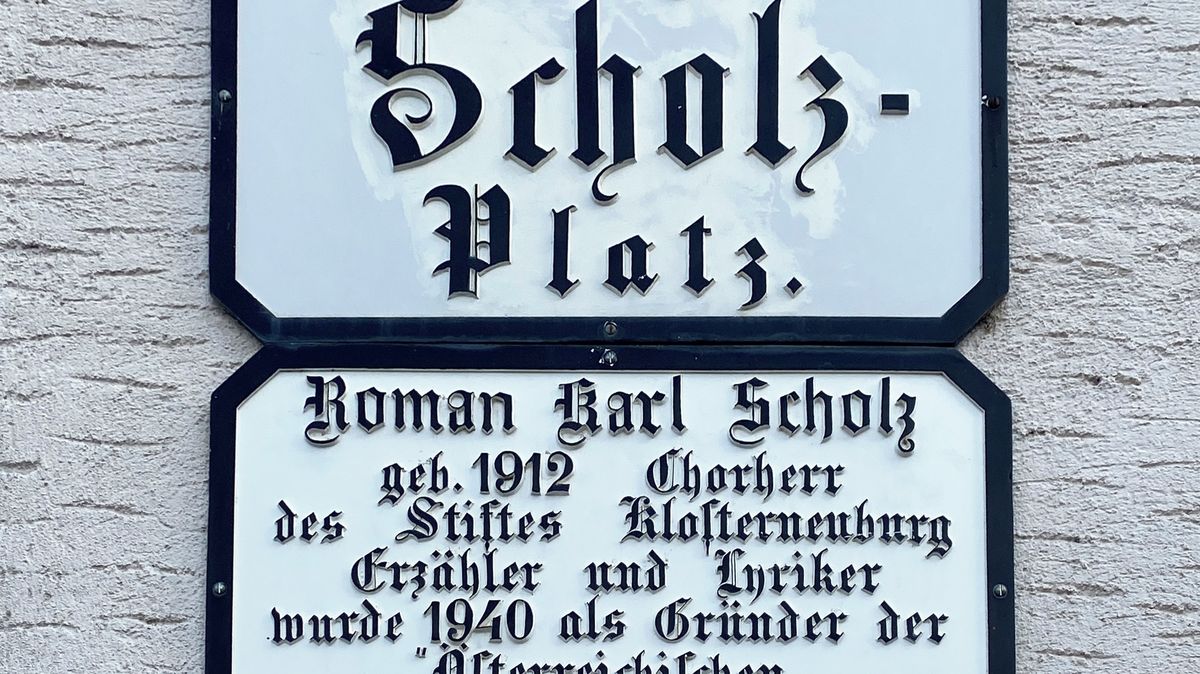 Scholz-
Platz.
Roman Karl Scholz
geb. 1912 Chorherr
des Stiftes Kloſterneuburg
Erzähler und Lyriker
wurde 1940 als Gründer der
"Öſterreichiſchen